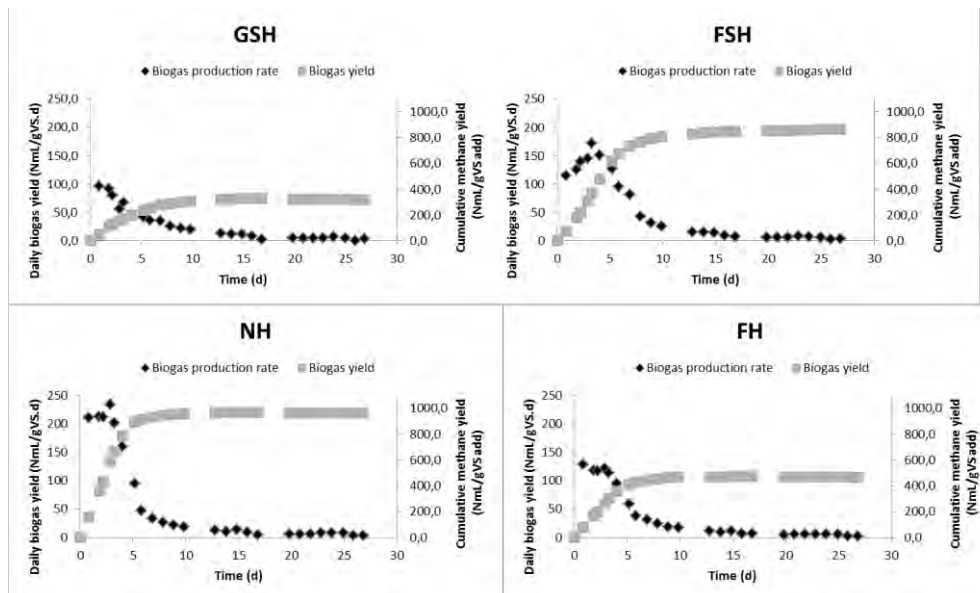 GSH
Biogas production rate Biogas yield
Daily biogas yield (NmL/gVS.d)
250,0
200,0
150,0
100,0
50,0
0,0
1000,0
800,0
600,0
400,0
200,0
0,0
Cumulative methane yield
(NmL/gVS add)
0 5 10 15 20 25 30
Time (d)
FSH
Biogas production rate Biogas yield
Daily biogas yield (NmL/gVS.d)
250,0
200,0
150,0
100,0
50,0
0,0
1000,0
800,0
600,0
400,0
200,0
0,0
Cumulative methane yield
(NmL/gVS add)
0 5 10 15 20 25 30
Time (d)
NH
Biogas production rate Biogas yield
Daily biogas yield (NmL/gVS.d)
250
200
150
100
50
0
1000,0
800,0
600,0
400,0
200,0
0,0
Cumulative methane yield
(NmL/gVS add)
0 5 10 15 20 25 30
Time (d)
FH
Biogas production rate Biogas yield
Daily biogas yield (NmL/gVS.d)
250
200
150
100
50
0
1000,0
800,0
600,0
400,0
200,0
0,0
Cumulative methane yield
(NmL/gVS add)
0 5 10 15 20 25 30
Time (d)